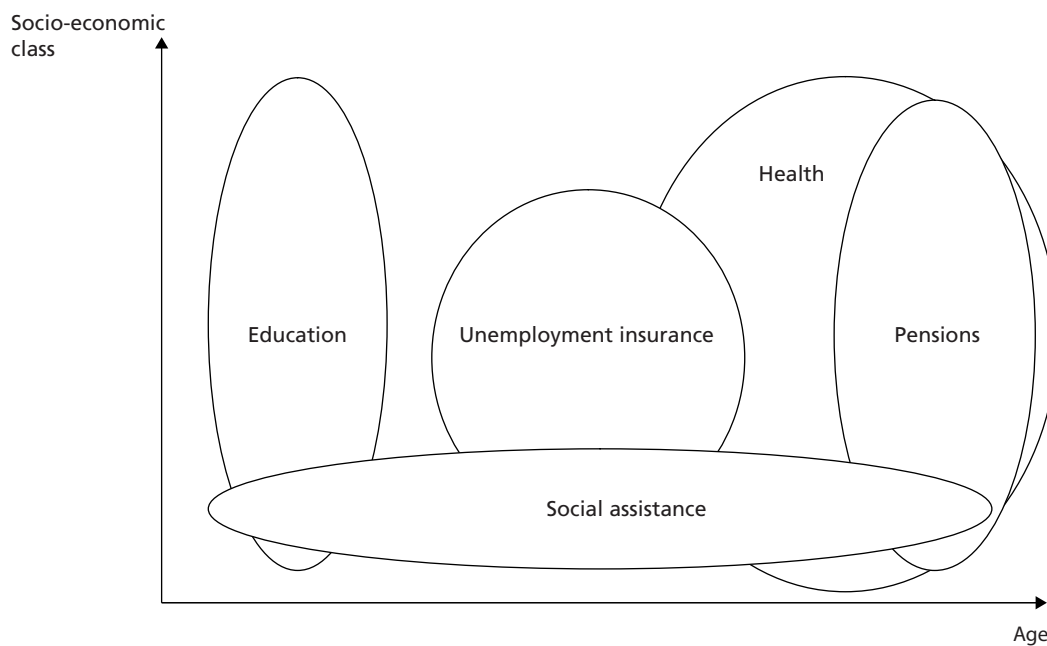 Socio-economic
class
Health
Education
Unemployment insurance
Pensions
Social assistance
Age